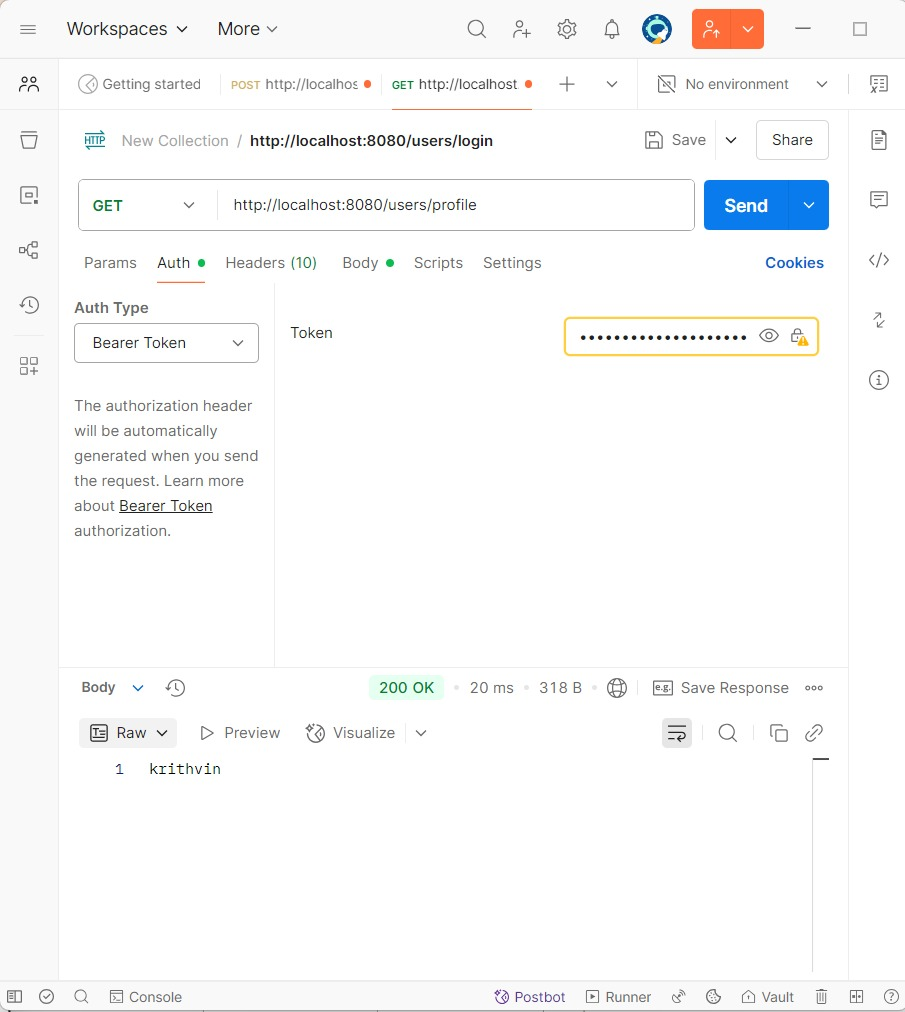 Workspaces More
Getting started POST http://localhos GET http://localhost. No environment
HTTP New Collection / http://localhost:8080/users/login Save Share
GET http://localhost:8080/users/profile Send
Params Auth Headers (10) Body Scripts Settings Cookies
Auth Type
Bearer Token
Token
The authorization header
will be automatically
generated when you send
the request. Learn more
about Bearer Token
authorization.
Body 200 OK 20 ms 318 B e.g. Save Response
Raw Preview Visualize
1 krithvin
Console Postbot Runner Vault